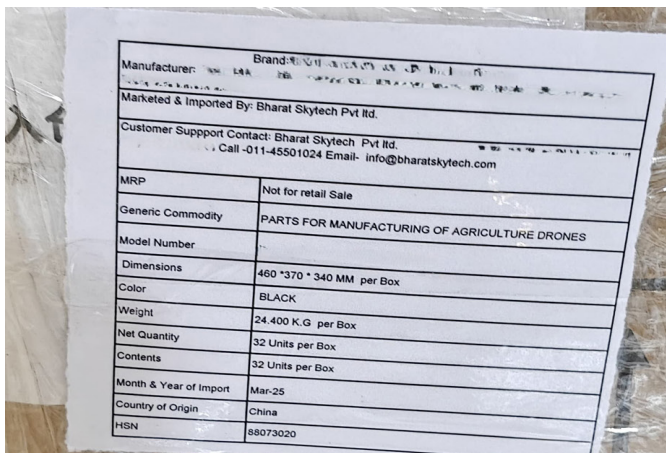 Brand:
Manufacturer:
Marketed & Imported By: Bharat Skytech Pvt ltd.
Customer Suppport Contact: Bharat Skytech Pvt ltd.
Call -011-45501024 Email- info@bharatskytech.com
MRP Not for retail Sale
Generic Commodity PARTS FOR MANUFACTURING OF AGRICULTURE DRONES
Model Number
Dimensions 460 *370 * 340 MM per Box
Color BLACK
Weight 24.400 K.G per Box
Net Quantity 32 Units per Box
Contents 32 Units per Box
Month & Year of Import Mar-25
Country of Origin China
HSN 88073020